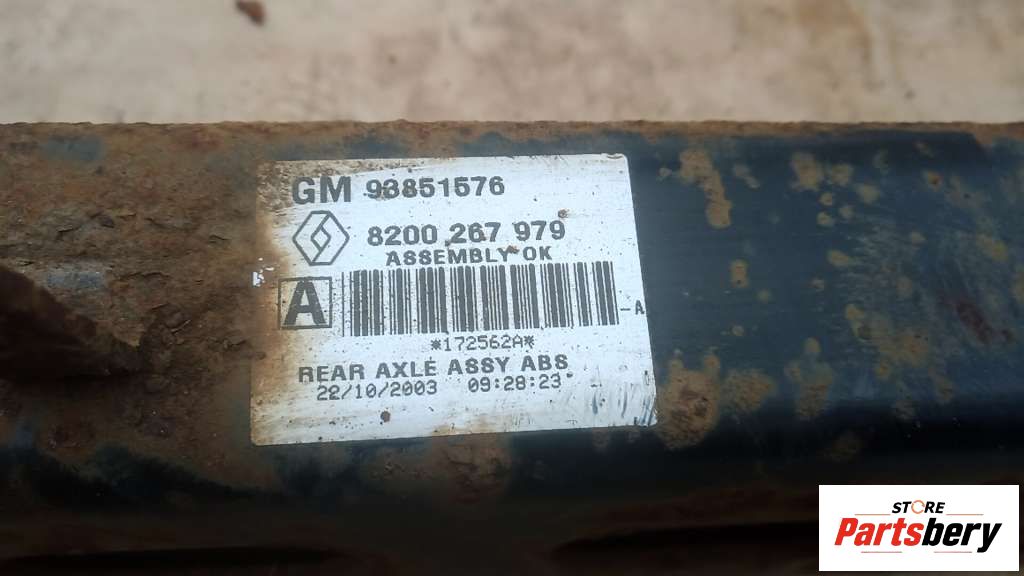 GM 93851576
8200 267 979
ASSEMBLY OK
A
-A
*172562A*
REAR AXLE ASSY ABS
22/10/2003 09:28:23
STORE
Partsbery